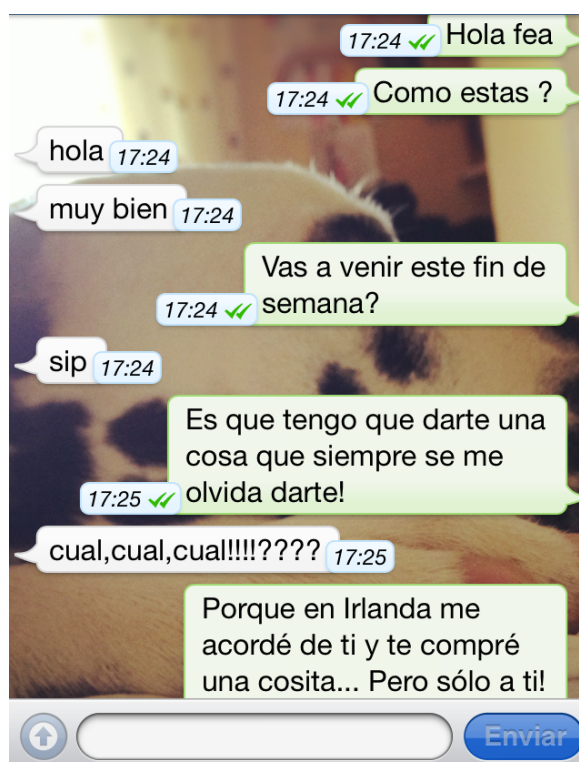 17:24 Hola fea
17:24 Como estas ?
hola 17:24
muy bien 17:24
Vas a venir este fin de
17:24 semana?
sip 17:24
Es que tengo que darte una
cosa que siempre se me
17:25 olvida darte!
cual,cual,cual!!!!???? 17:25
Porque en Irlanda me
acordé de ti y te compré
una cosita... Pero sólo a ti!
Enviar